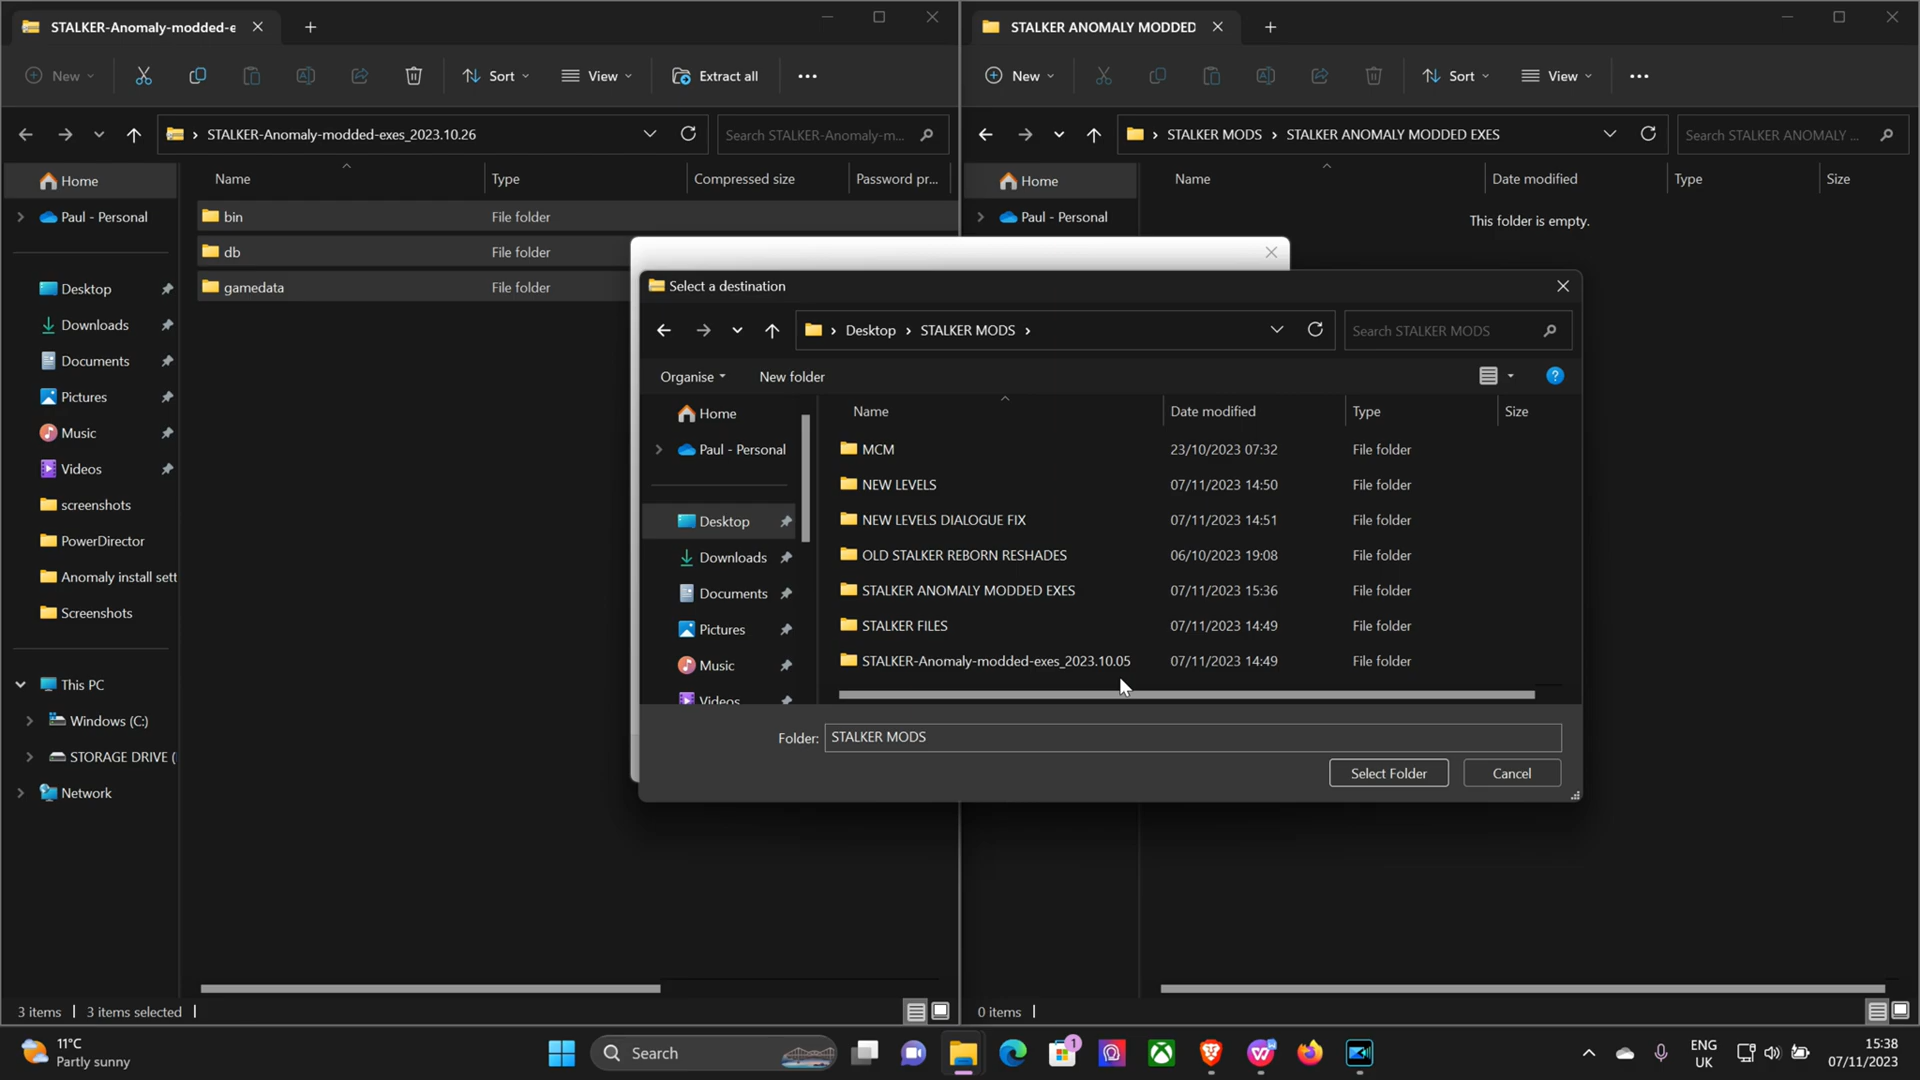 STALKER-Anomaly-modded-e
New
Sort
View
Extract all
STALKER-Anomaly-modded-exes_2023.10.26
Search STALKER-Anomaly-m...
Home
Paul - Personal
Desktop
Downloads
Documents
Pictures
Music
Videos
screenshots
PowerDirector
Anomaly install sett
Screenshots
This PC
Windows (C:)
STORAGE DRIVE (
Network
Name Type Compressed size Password pr...
bin File folder
db File folder
gamedata File folder
3 items 3 items selected
STALKER ANOMALY MODDED
New
Sort
View
STALKER MODS STALKER ANOMALY MODDED EXES
Search STALKER ANOMALY ...
Home
Paul - Personal
Name Date modified Type Size
This folder is empty.
0 items
Select a destination
Desktop STALKER MODS
Search STALKER MODS
Organise New folder
Home
Paul - Personal
Desktop
Downloads
Documents
Pictures
Music
Videos
Name Date modified Type Size
MCM 23/10/2023 07:32 File folder
NEW LEVELS 07/11/2023 14:50 File folder
NEW LEVELS DIALOGUE FIX 07/11/2023 14:51 File folder
OLD STALKER REBORN RESHADES 06/10/2023 19:08 File folder
STALKER ANOMALY MODDED EXES 07/11/2023 15:36 File folder
STALKER FILES 07/11/2023 14:49 File folder
STALKER-Anomaly-modded-exes_2023.10.05 07/11/2023 14:49 File folder
Folder: STALKER MODS
Select Folder Cancel
11°C
Partly sunny
Search
1
ENG
UK
15:38
07/11/2023